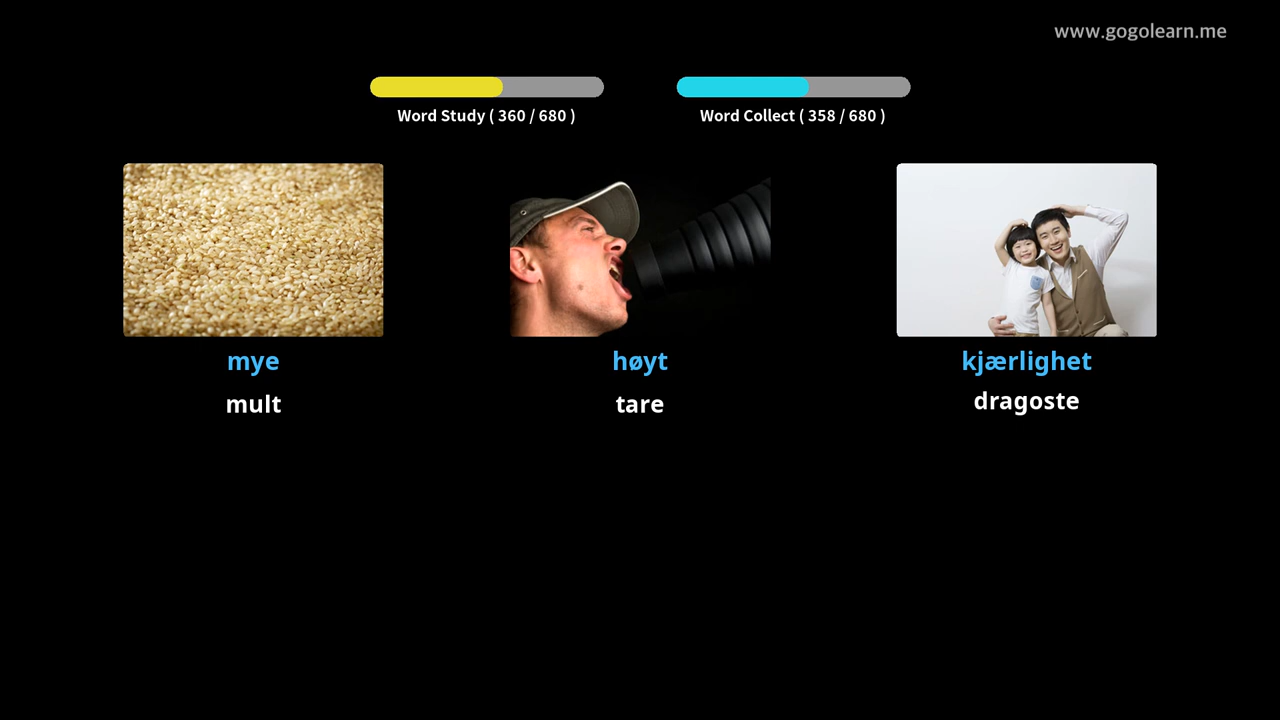 www.gogolearn.me
Word Study ( 360 / 680 )
Word Collect ( 358 / 680 )
mye
høyt
kjærlighet
mult
tare
dragoste